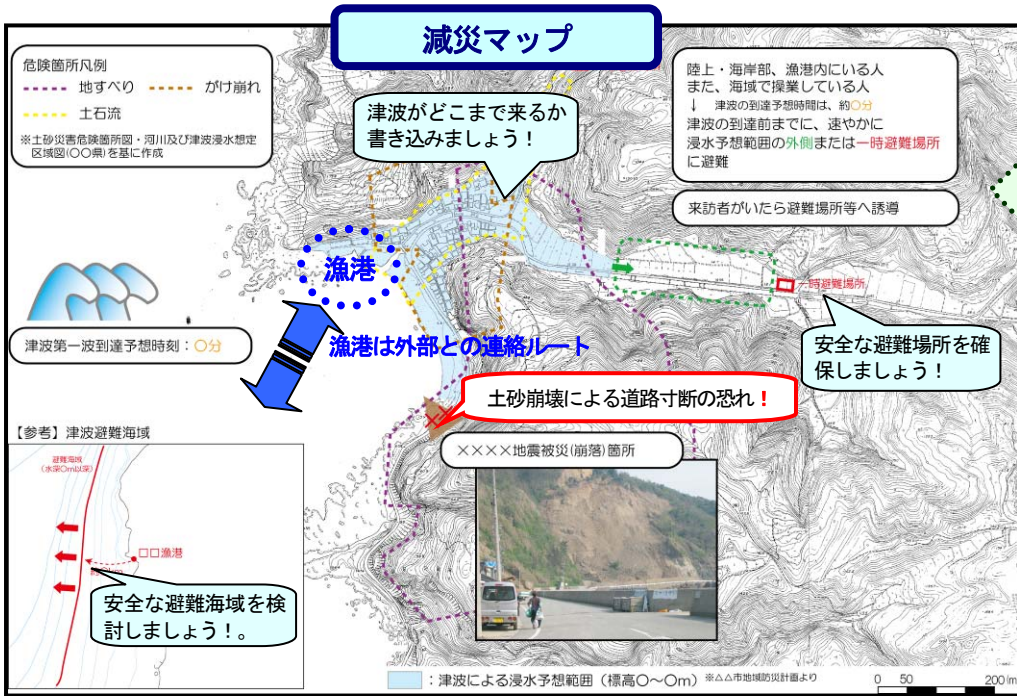 減災マップ
危険箇所凡例
地すべり がけ崩れ
土石流
※土砂災害危険箇所図・河川及び津波浸水想定
区域図(〇〇県)を基に作成
津波がどこまで来るか
書き込みましょう！
陸上・海岸部、漁港内にいる人
また、海域で操業している人
↓ 津波の到達予想時間は、約〇分
津波の到達前までに、速やかに
浸水予想範囲の外側または一時避難場所
に避難
来訪者がいたら避難場所等へ誘導
漁港
一時避難場所
津波第一波到達予想時刻：〇分
漁港は外部との連絡ルート
安全な避難場所を確
保しましょう！
土砂崩壊による道路寸断の恐れ！
××××地震被災(崩落)箇所
【参考】津波避難海域
避難海域
(水深〇m以深)
□□漁港
安全な避難海域を検
討しましょう！。
：津波による浸水予想範囲（標高〇～〇m） ※△△市地域防災計画より
0 50 200(m)